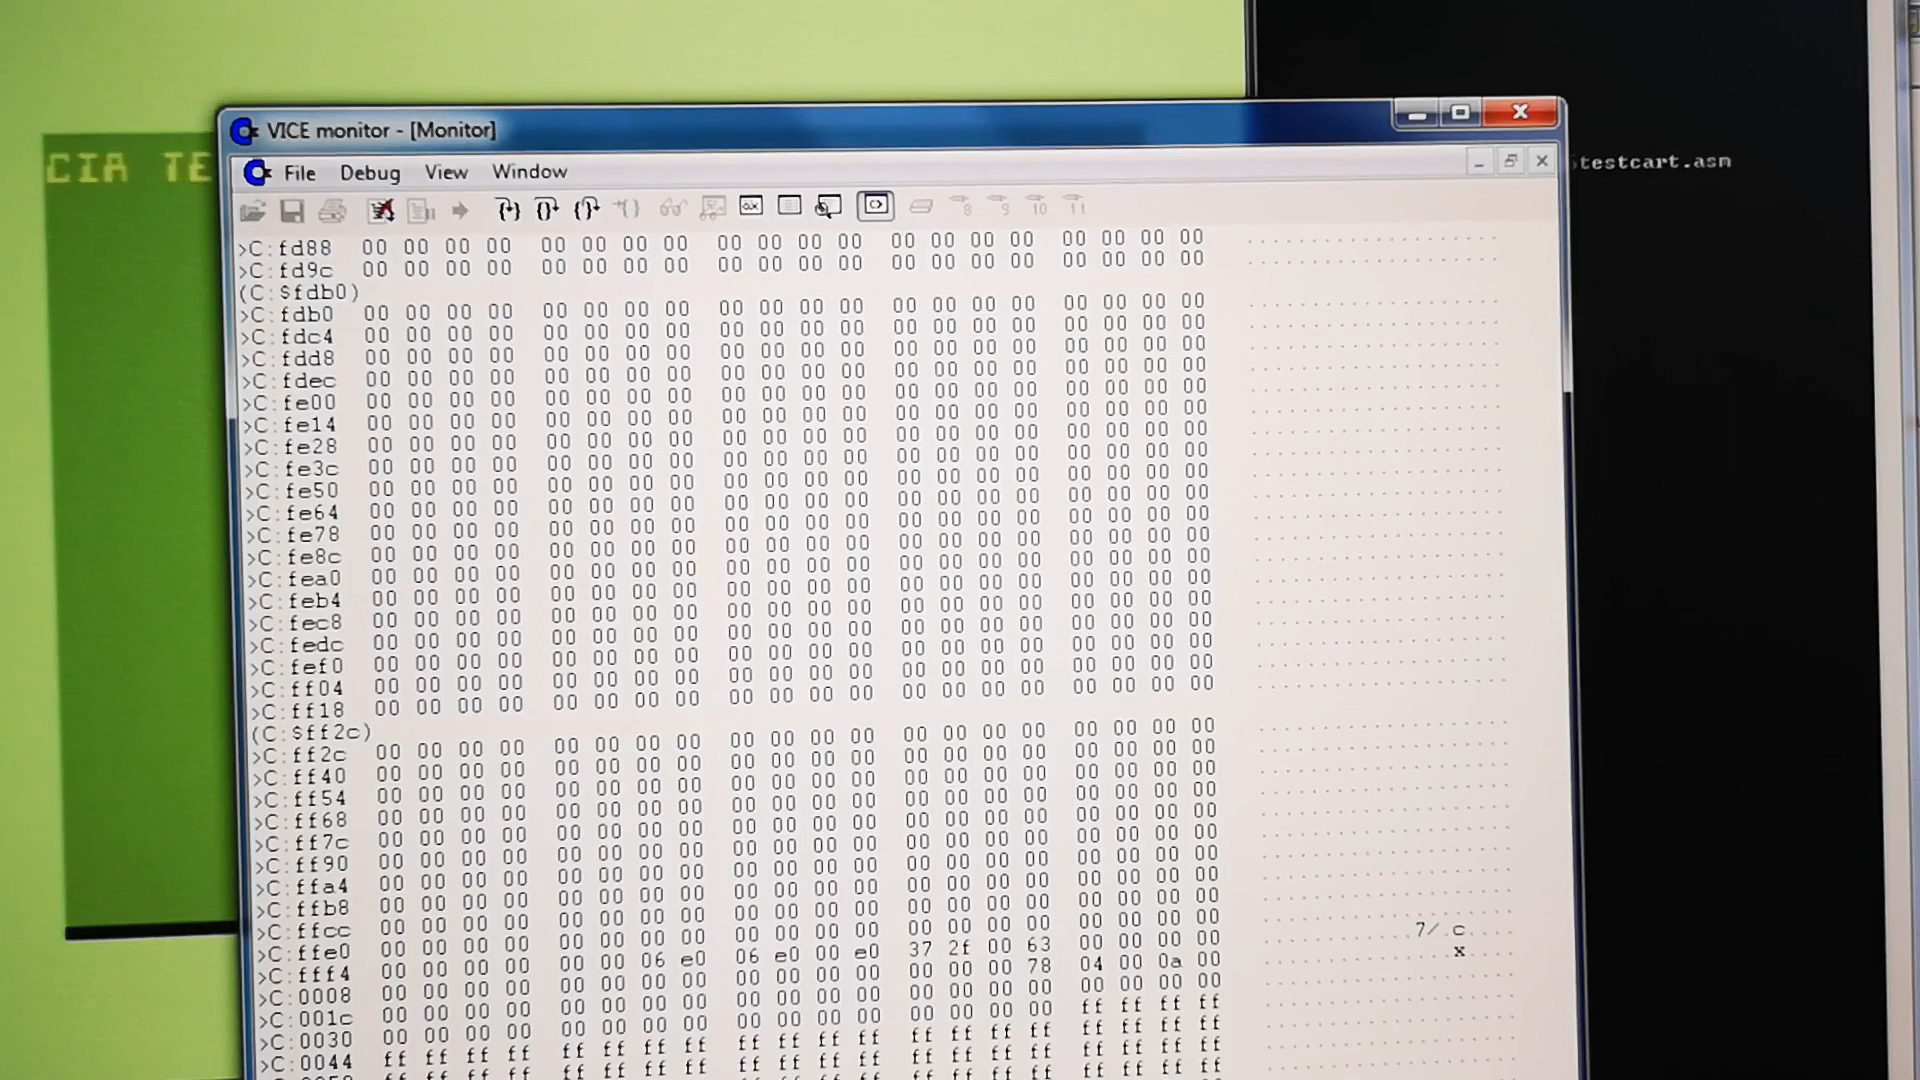 CIA TE
testcart.asm
VICE monitor - [Monitor]
File Debug View Window
8 9 10 11
>C:fd88 00 00 00 00 00 00 00 00 00 00 00 00 00 00 00 00 00 00 00 00 ....................
>C:fd9c 00 00 00 00 00 00 00 00 00 00 00 00 00 00 00 00 00 00 00 00 ....................
(C:$fdb0)
>C:fdb0 00 00 00 00 00 00 00 00 00 00 00 00 00 00 00 00 00 00 00 00 ....................
>C:fdc4 00 00 00 00 00 00 00 00 00 00 00 00 00 00 00 00 00 00 00 00 ....................
>C:fdd8 00 00 00 00 00 00 00 00 00 00 00 00 00 00 00 00 00 00 00 00 ....................
>C:fdec 00 00 00 00 00 00 00 00 00 00 00 00 00 00 00 00 00 00 00 00 ....................
>C:fe00 00 00 00 00 00 00 00 00 00 00 00 00 00 00 00 00 00 00 00 00 ....................
>C:fe14 00 00 00 00 00 00 00 00 00 00 00 00 00 00 00 00 00 00 00 00 ....................
>C:fe28 00 00 00 00 00 00 00 00 00 00 00 00 00 00 00 00 00 00 00 00 ....................
>C:fe3c 00 00 00 00 00 00 00 00 00 00 00 00 00 00 00 00 00 00 00 00 ....................
>C:fe50 00 00 00 00 00 00 00 00 00 00 00 00 00 00 00 00 00 00 00 00 ....................
>C:fe64 00 00 00 00 00 00 00 00 00 00 00 00 00 00 00 00 00 00 00 00 ....................
>C:fe78 00 00 00 00 00 00 00 00 00 00 00 00 00 00 00 00 00 00 00 00 ....................
>C:fe8c 00 00 00 00 00 00 00 00 00 00 00 00 00 00 00 00 00 00 00 00 ....................
>C:fea0 00 00 00 00 00 00 00 00 00 00 00 00 00 00 00 00 00 00 00 00 ....................
>C:feb4 00 00 00 00 00 00 00 00 00 00 00 00 00 00 00 00 00 00 00 00 ....................
>C:fec8 00 00 00 00 00 00 00 00 00 00 00 00 00 00 00 00 00 00 00 00 ....................
>C:fedc 00 00 00 00 00 00 00 00 00 00 00 00 00 00 00 00 00 00 00 00 ....................
>C:fef0 00 00 00 00 00 00 00 00 00 00 00 00 00 00 00 00 00 00 00 00 ....................
>C:ff04 00 00 00 00 00 00 00 00 00 00 00 00 00 00 00 00 00 00 00 00 ....................
>C:ff18 00 00 00 00 00 00 00 00 00 00 00 00 00 00 00 00 00 00 00 00 ....................
(C:$ff2c)
>C:ff2c 00 00 00 00 00 00 00 00 00 00 00 00 00 00 00 00 00 00 00 00 ....................
>C:ff40 00 00 00 00 00 00 00 00 00 00 00 00 00 00 00 00 00 00 00 00 ....................
>C:ff54 00 00 00 00 00 00 00 00 00 00 00 00 00 00 00 00 00 00 00 00 ....................
>C:ff68 00 00 00 00 00 00 00 00 00 00 00 00 00 00 00 00 00 00 00 00 ....................
>C:ff7c 00 00 00 00 00 00 00 00 00 00 00 00 00 00 00 00 00 00 00 00 ....................
>C:ff90 00 00 00 00 00 00 00 00 00 00 00 00 00 00 00 00 00 00 00 00 ....................
>C:ffa4 00 00 00 00 00 00 00 00 00 00 00 00 00 00 00 00 00 00 00 00 ....................
>C:ffb8 00 00 00 00 00 00 00 00 00 00 00 00 00 00 00 00 00 00 00 00 ....................
>C:ffcc 00 00 00 00 00 00 00 00 00 00 00 00 00 00 00 00 00 00 00 00 ....................
>C:ffe0 00 00 00 00 00 00 00 00 00 00 00 00 00 00 00 00 00 00 00 00 ....................
>C:fff4 00 00 00 00 00 00 06 e0 06 e0 00 e0 37 2f 00 63 00 00 00 00 ............7/.c....
>C:0008 00 00 00 00 00 00 00 00 00 00 00 00 00 00 00 78 04 00 0a 00 ...............x....
>C:001c 00 00 00 00 00 00 00 00 00 00 00 00 00 00 00 00 00 00 00 00 ....................
>C:0030 00 00 00 00 00 00 00 00 00 00 00 00 00 00 00 00 ff ff ff ff ....................
>C:0044 ff ff ff ff ff ff ff ff ff ff ff ff ff ff ff ff ff ff ff ff ....................